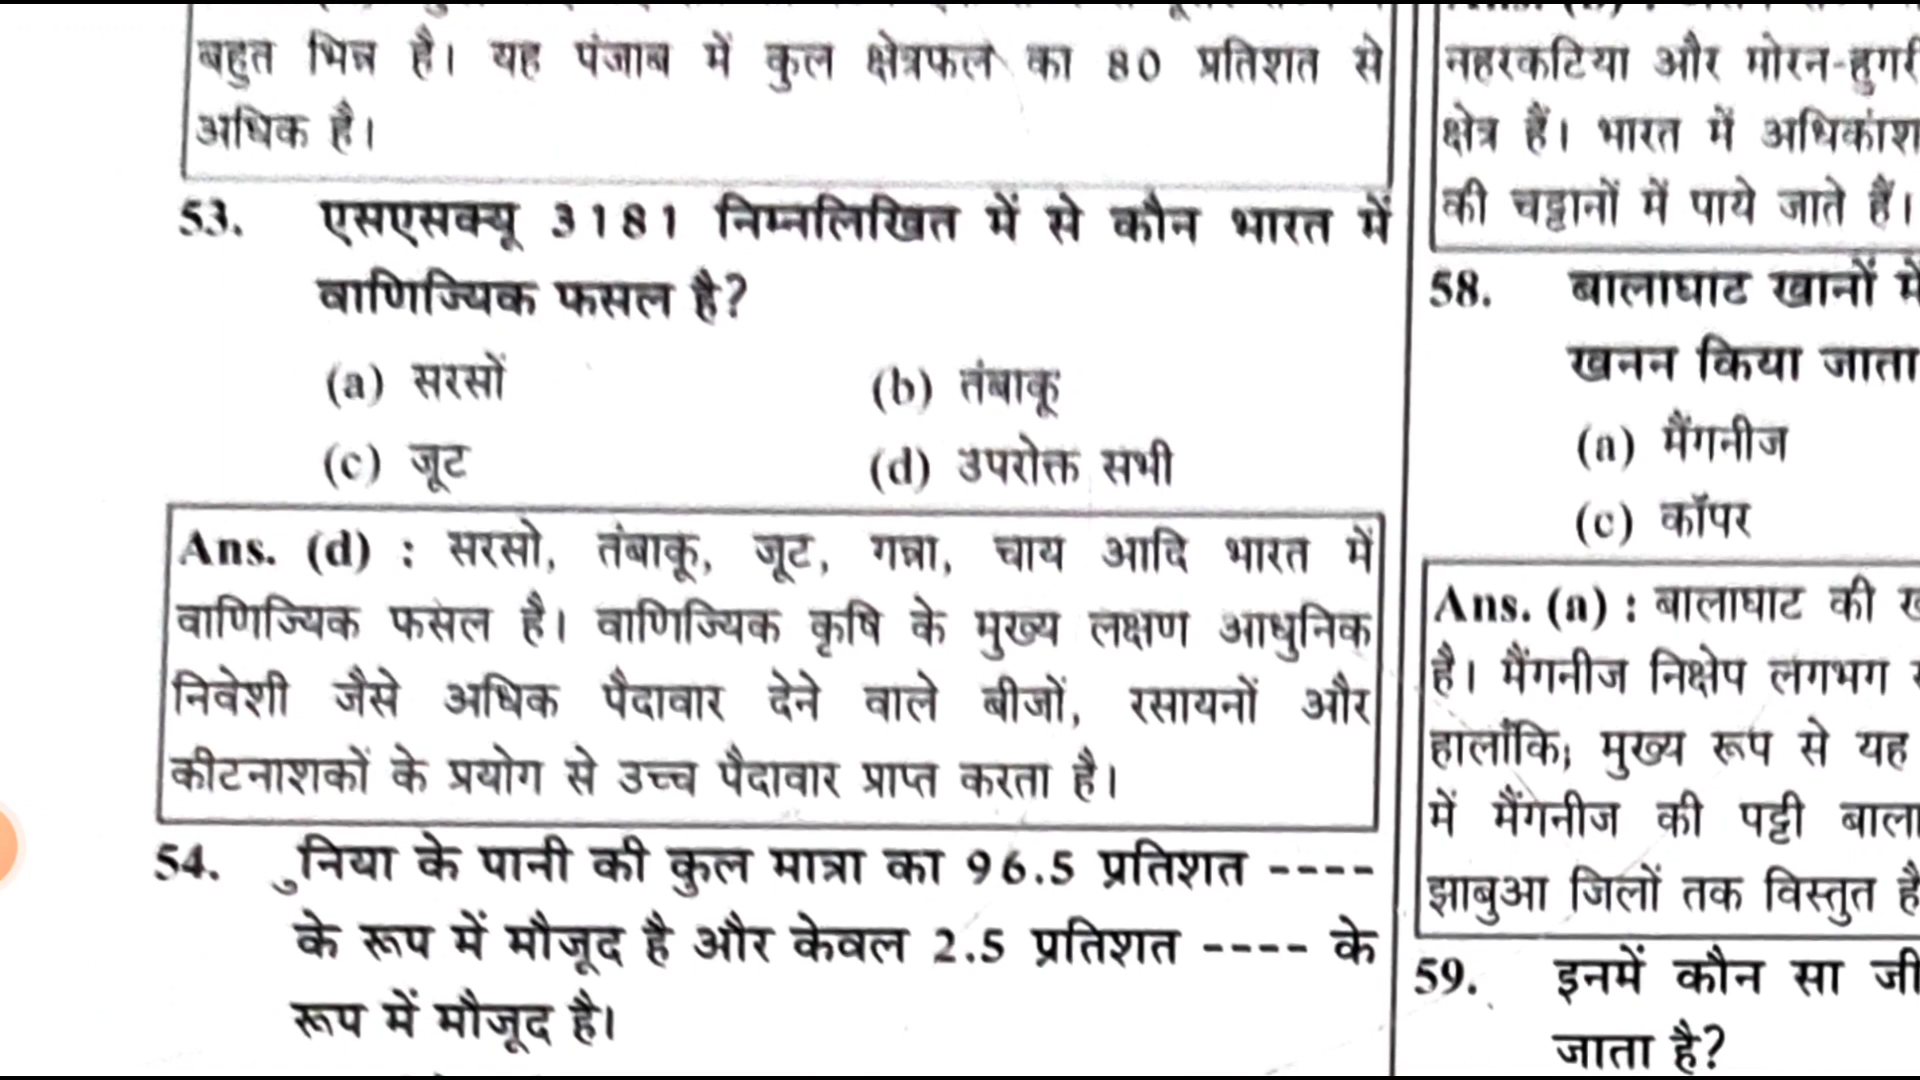 बहुत भिन्न है। यह पंजाब में कुल क्षेत्रफल का 80 प्रतिशत से
अधिक है।
53. एसएसक्यू 3181 निम्नलिखित में से कौन भारत में
वाणिज्यिक फसल है?
(a) सरसों (b) तंबाकू
(c) जूट (d) उपरोक्त सभी
Ans. (d) : सरसो, तंबाकू, जूट, गन्ना, चाय आदि भारत में
वाणिज्यिक फसल है। वाणिज्यिक कृषि के मुख्य लक्षण आधुनिक
निवेशी जैसे अधिक पैदावार देने वाले बीजों, रसायनों और
कीटनाशकों के प्रयोग से उच्च पैदावार प्राप्त करता है।
54. ुनिया के पानी की कुल मात्रा का 96.5 प्रतिशत ----
के रूप में मौजूद है और केवल 2.5 प्रतिशत ---- के
रूप में मौजूद है।
नहरकटिया और मोरन-हुगरी
क्षेत्र हैं। भारत में अधिकांश
की चट्टानों में पाये जाते हैं।
58. बालाघाट खानों में
खनन किया जाता
(a) मैंगनीज
(c) कॉपर
Ans. (a) : बालाघाट की
है। मैंगनीज निक्षेप लगभग
हालांकि; मुख्य रूप से यह
में मैंगनीज की पट्टी बाला
झाबुआ जिलों तक विस्तुत है
59. इनमें कौन सा जी
जाता है?